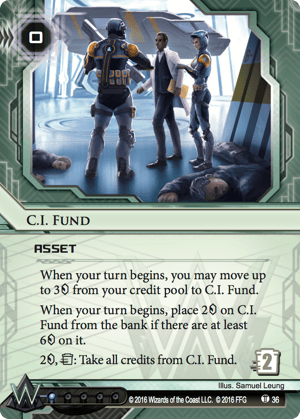 0
C.I. Fund
ASSET
When your turn begins, you may move up
to 3 from your credit pool to C.I. Fund.
When your turn begins, place 2 on C.I.
Fund from the bank if there are at least
6 on it.
2, : Take all credits from C.I. Fund.
2
Illus. Samuel Leung
© 2016 Wizards of the Coast LLC. © 2016 FFG
36